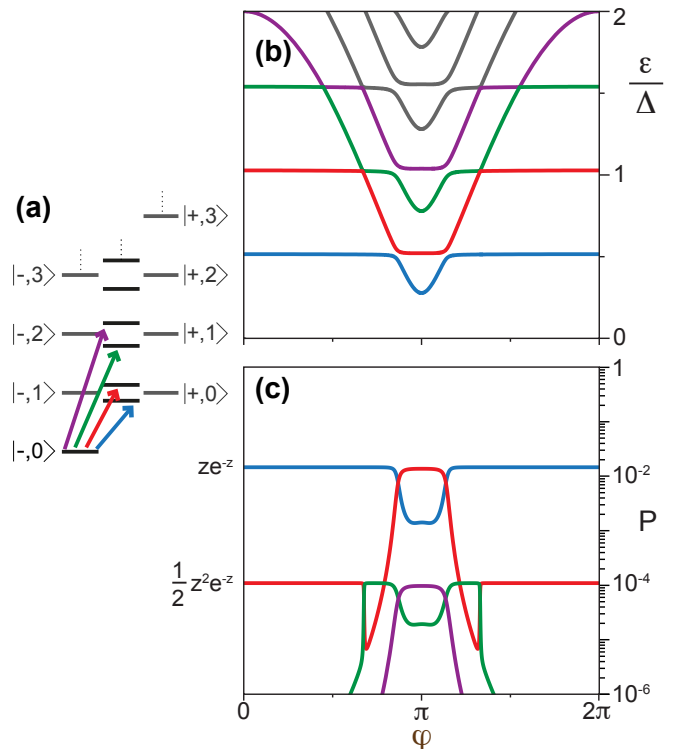 (b)
2
ε
Δ
1
0
(a)
|+,3⟩
|-,3⟩
|+,2⟩
|-,2⟩
|+,1⟩
|-,1⟩
|+,0⟩
|-,0⟩
(c)
1
ze⁻ᶻ
10⁻²
P
1/2 z²e⁻ᶻ
10⁻⁴
10⁻⁶
0
π
2π
φ